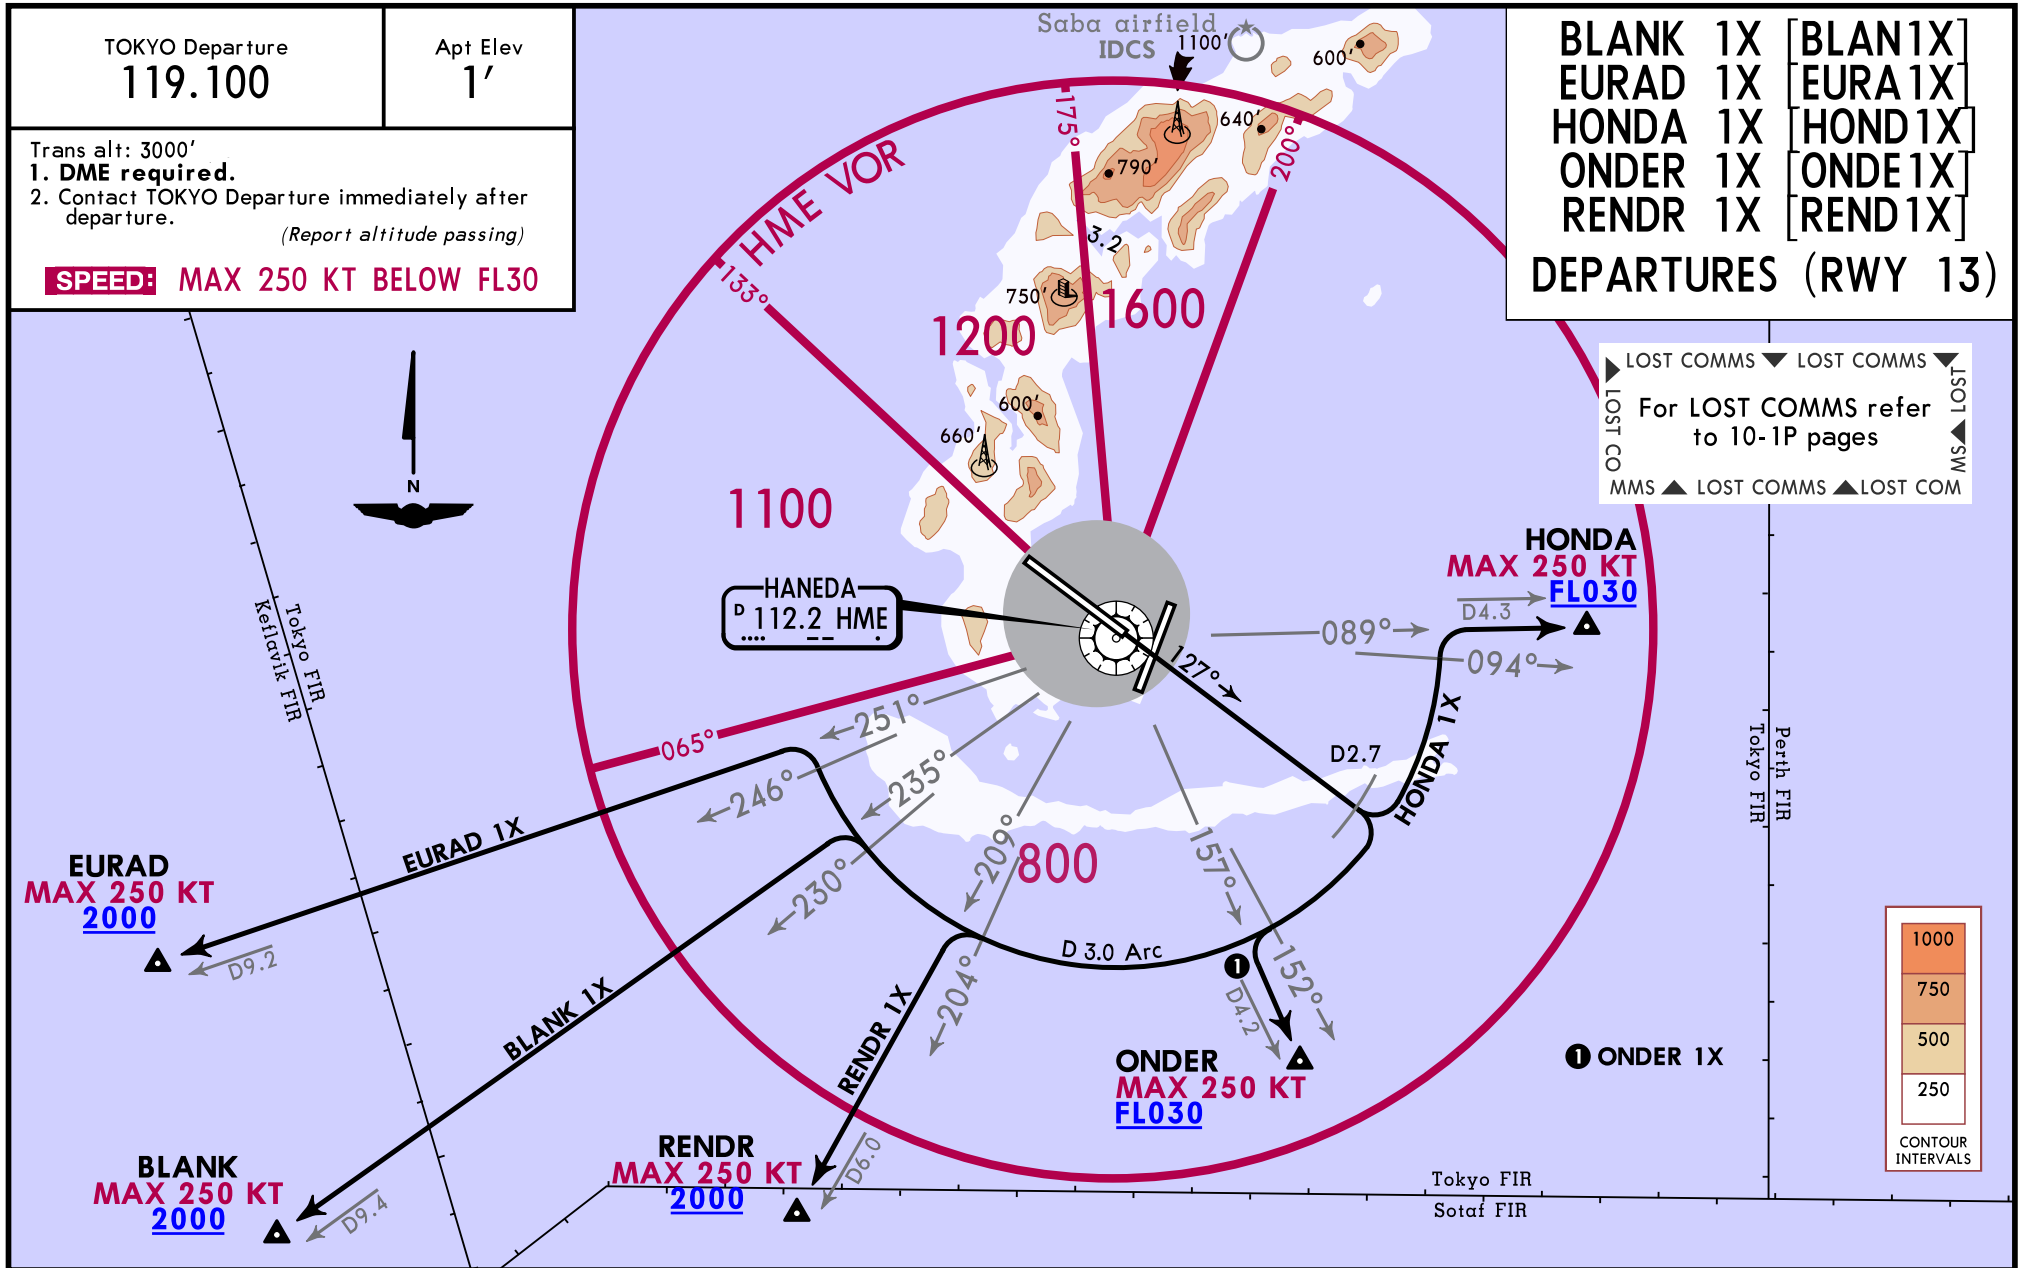 TOKYO Departure
119.100
Apt Elev
1'
Trans alt: 3000'
1. DME required.
2. Contact TOKYO Departure immediately after
departure.
(Report altitude passing)
SPEED: MAX 250 KT BELOW FL30
BLANK 1X [BLAN1X]
EURAD 1X [EURA1X]
HONDA 1X [HOND1X]
ONDER 1X [ONDE1X]
RENDR 1X [REND1X]
DEPARTURES (RWY 13)
Saba airfield
IDCS
1100'
600'
640'
790'
3.2
750'
600'
660'
HME VOR
175°
200°
133°
065°
1600
1200
1100
800
LOST COMMS LOST COMMS
LOST COMMS
LOST COMMS
LOST COMMS LOST COM
For LOST COMMS refer
to 10-1P pages
N
HANEDA
D 112.2 HME
HONDA
MAX 250 KT
FL030
D4.3
089°
094°
127°
HONDA 1X
D2.7
Tokyo FIR
Keflavik FIR
Perth FIR
Tokyo FIR
251°
246°
235°
230°
209°
204°
157°
152°
D 3.0 Arc
EURAD 1X
EURAD
MAX 250 KT
2000
D9.2
BLANK 1X
BLANK
MAX 250 KT
2000
D9.4
RENDR 1X
RENDR
MAX 250 KT
2000
D6.0
1
D4.2
ONDER
MAX 250 KT
FL030
1 ONDER 1X
Tokyo FIR
Sotaf FIR
1000
750
500
250
CONTOUR
INTERVALS